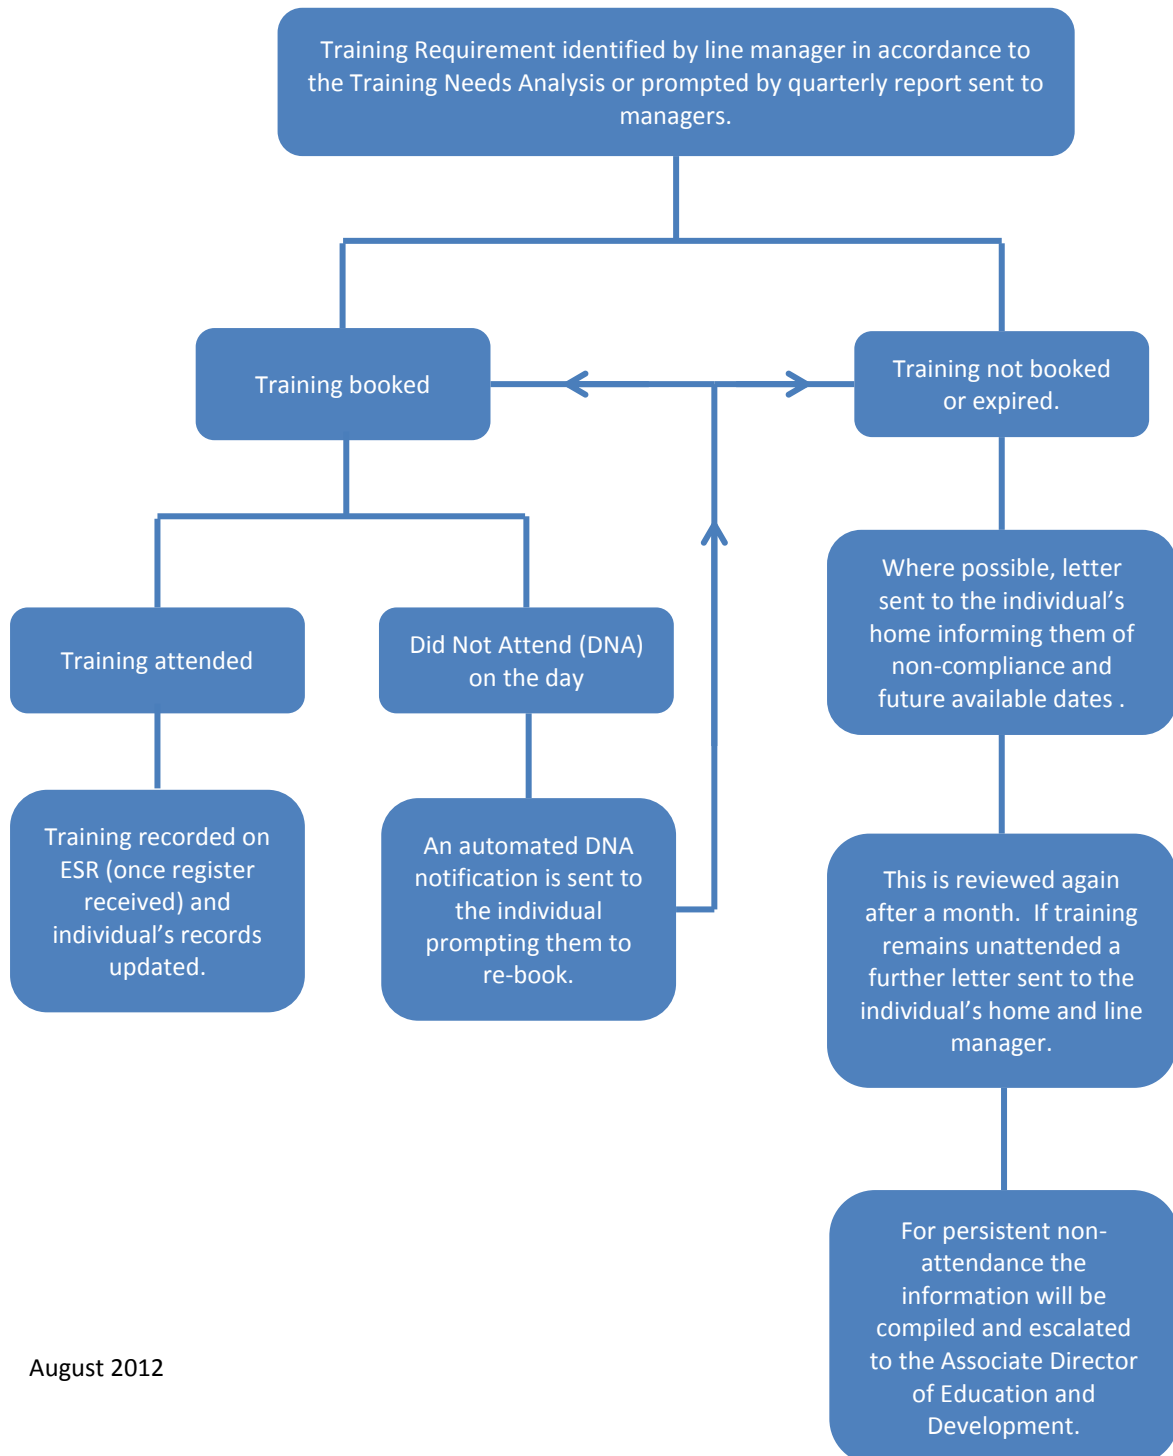 Training Requirement identified by line manager in accordance to
the Training Needs Analysis or prompted by quarterly report sent to
managers.
Training booked
Training not booked
or expired.
Training attended
Did Not Attend (DNA)
on the day
Where possible, letter
sent to the individual’s
home informing them of
non-compliance and
future available dates .
Training recorded on
ESR (once register
received) and
individual’s records
updated.
An automated DNA
notification is sent to
the individual
prompting them to
re-book.
This is reviewed again
after a month.  If training
remains unattended a
further letter sent to the
individual’s home and line
manager.
For persistent non-
attendance the
information will be
compiled and escalated
to the Associate Director
of Education and
Development.
August 2012